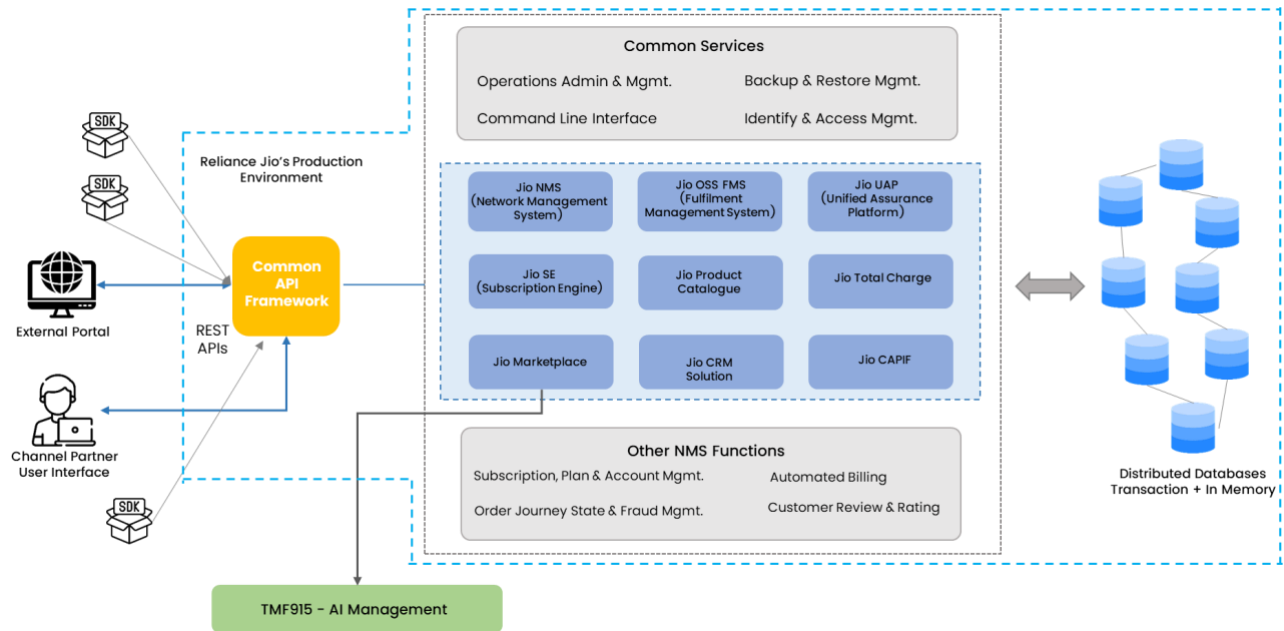 Common Services
Operations Admin & Mgmt.
Backup & Restore Mgmt.
Command Line Interface
Identify & Access Mgmt.
SDK
SDK
Reliance Jio's Production
Environment
Jio NMS
(Network Management
System)
Jio OSS FMS
(Fulfilment
Management System)
Jio UAP
(Unified Assurance
Platform)
Common
API
Framework
Jio SE
(Subscription Engine)
Jio Product
Catalogue
Jio Total Charge
External Portal
REST
APIs
Jio Marketplace
Jio CRM
Solution
Jio CAPIF
Channel Partner
User Interface
Other NMS Functions
Subscription, Plan & Account Mgmt.
Automated Billing
Order Journey State & Fraud Mgmt.
Customer Review & Rating
Distributed Databases
Transaction + In Memory
SDK
TMF915 - AI Management